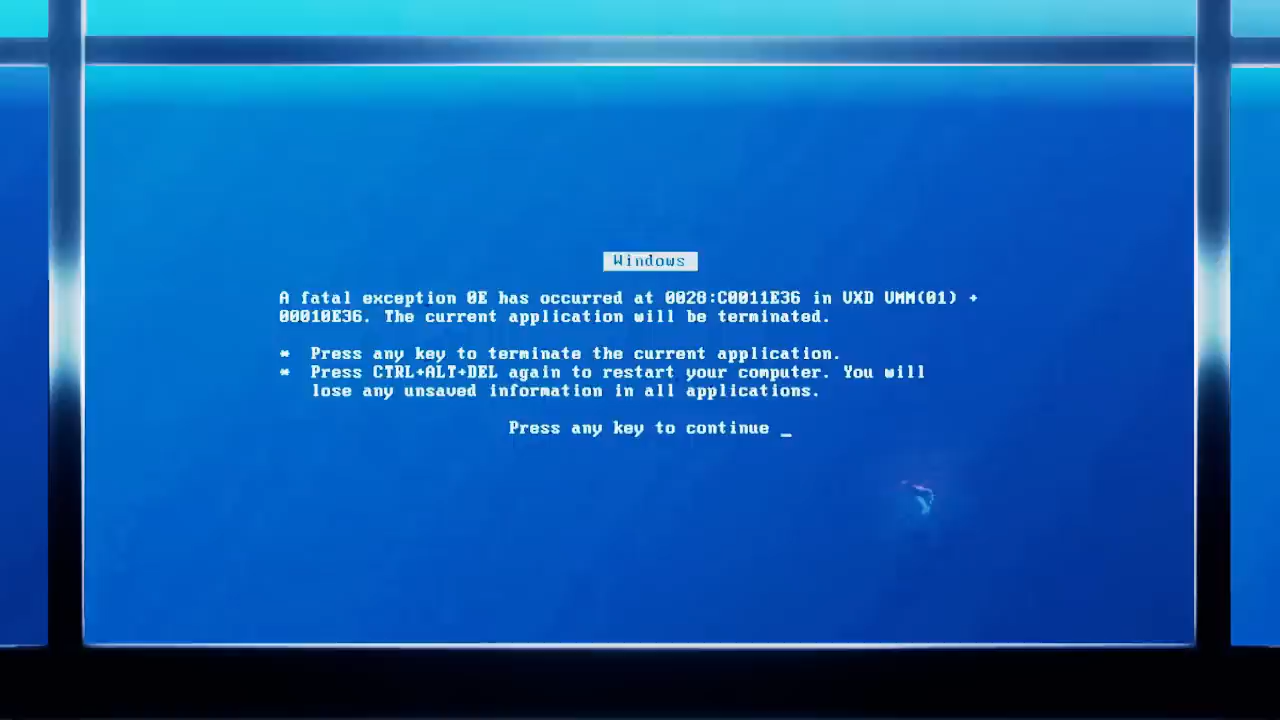 Windows
A fatal exception 0E has occurred at 0028:C0011E36 in VXD VMM(01) +
00010E36. The current application will be terminated.
* Press any key to terminate the current application.
* Press CTRL+ALT+DEL again to restart your computer. You will
lose any unsaved information in all applications.
Press any key to continue _